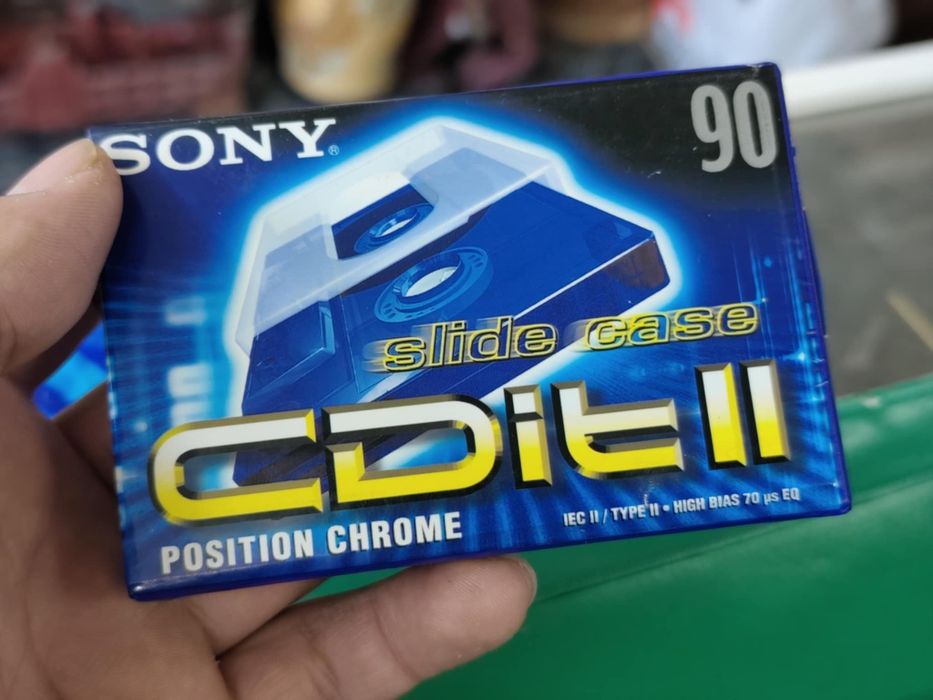 SONY®
90
slide case
CDit II
POSITION CHROME
IEC II / TYPE II • HIGH BIAS 70 µs EQ